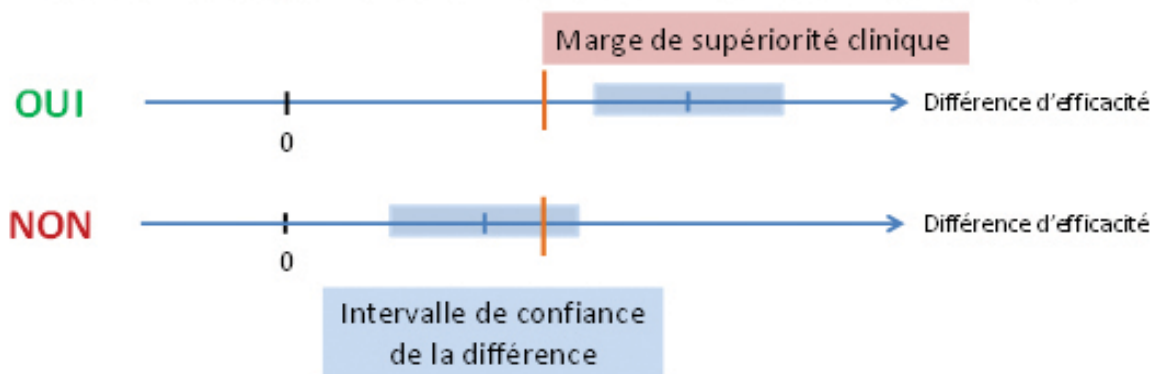 Marge de supériorité clinique
OUI
Différence d'efficacité
0
NON
Différence d'efficacité
0
Intervalle de confiance
de la différence